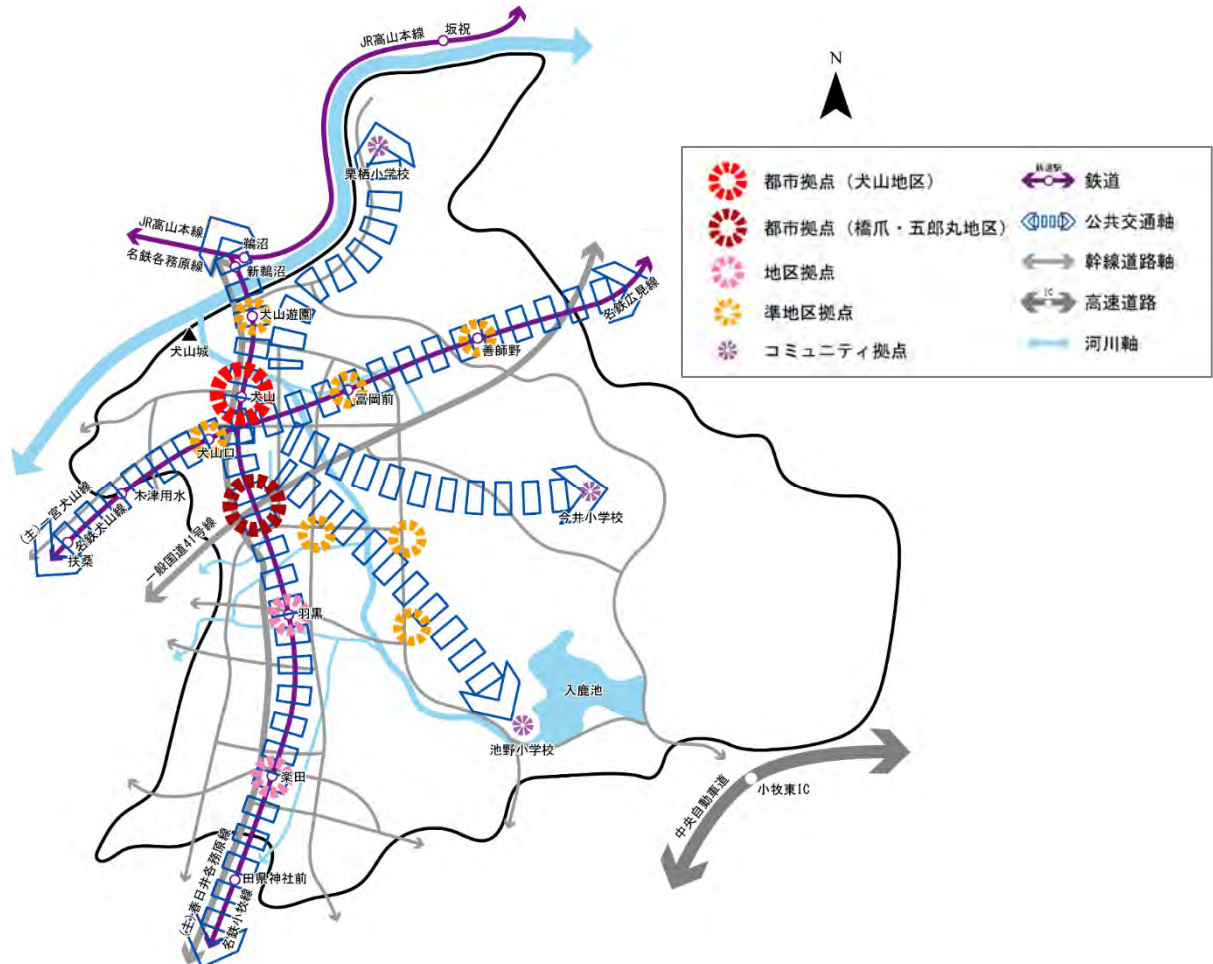 JR高山本線
坂祝
N
栗栖小学校
JR高山本線
鵜沼
名鉄各務原線
新鵜沼
犬山遊園
犬山城
善師野
名鉄広見線
犬山
富岡前
犬山口
木津用水
(主)一宮犬山線
名鉄犬山線
扶桑
一般国道41号線
今井小学校
羽黒
入鹿池
池野小学校
楽田
小牧東IC
中央自動車道
田県神社前
(主)春日井各務原線
名鉄小牧線
都市拠点（犬山地区）
都市拠点（橋爪・五郎丸地区）
地区拠点
準地区拠点
コミュニティ拠点
鉄道駅
鉄道
公共交通軸
幹線道路軸
IC
高速道路
河川軸